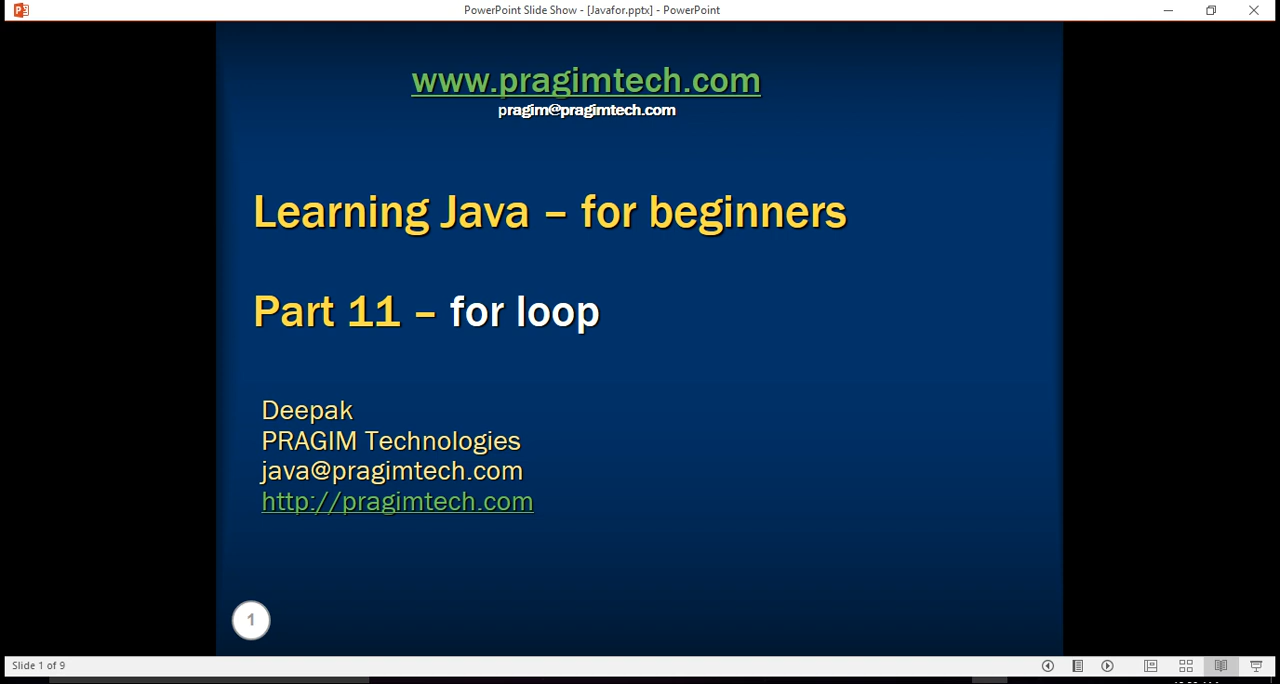 PowerPoint Slide Show - [Javafor.pptx] - PowerPoint
www.pragimtech.com
pragim@pragimtech.com
Learning Java – for beginners
Part 11 – for loop
Deepak
PRAGIM Technologies
java@pragimtech.com
http://pragimtech.com
1
Slide 1 of 9